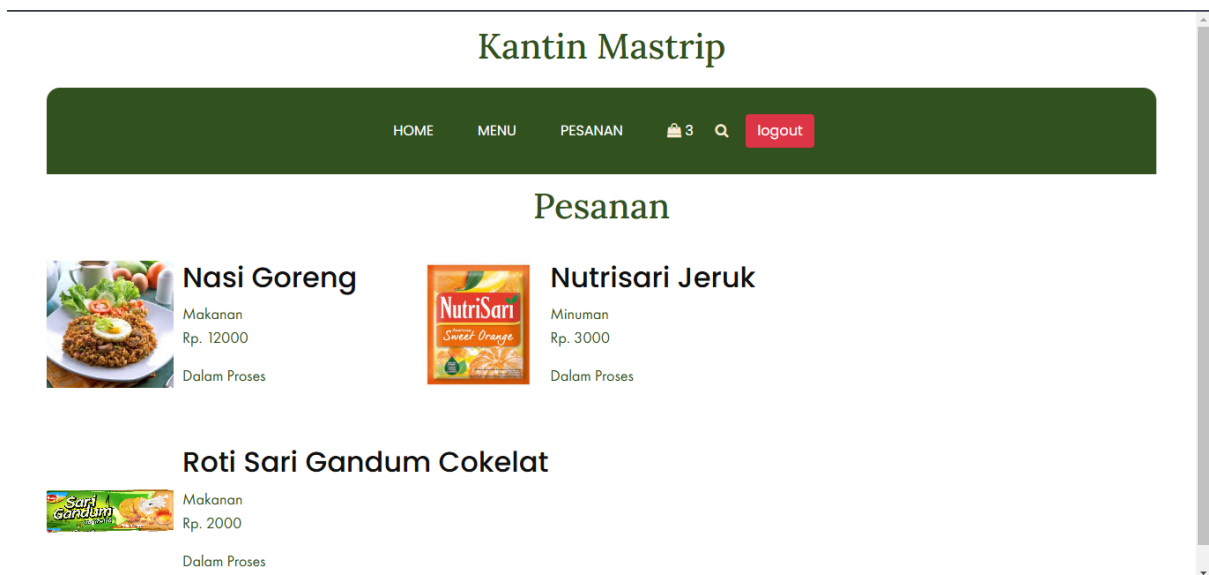 Kantin Mastrip
HOME MENU PESANAN 3 logout
Pesanan
Nasi Goreng
Makanan
Rp. 12000
Dalam Proses
NutriSari
Sweet Orange
Nutrisari Jeruk
Minuman
Rp. 3000
Dalam Proses
Sari
Gandum
Roti Sari Gandum Cokelat
Makanan
Rp. 2000
Dalam Proses